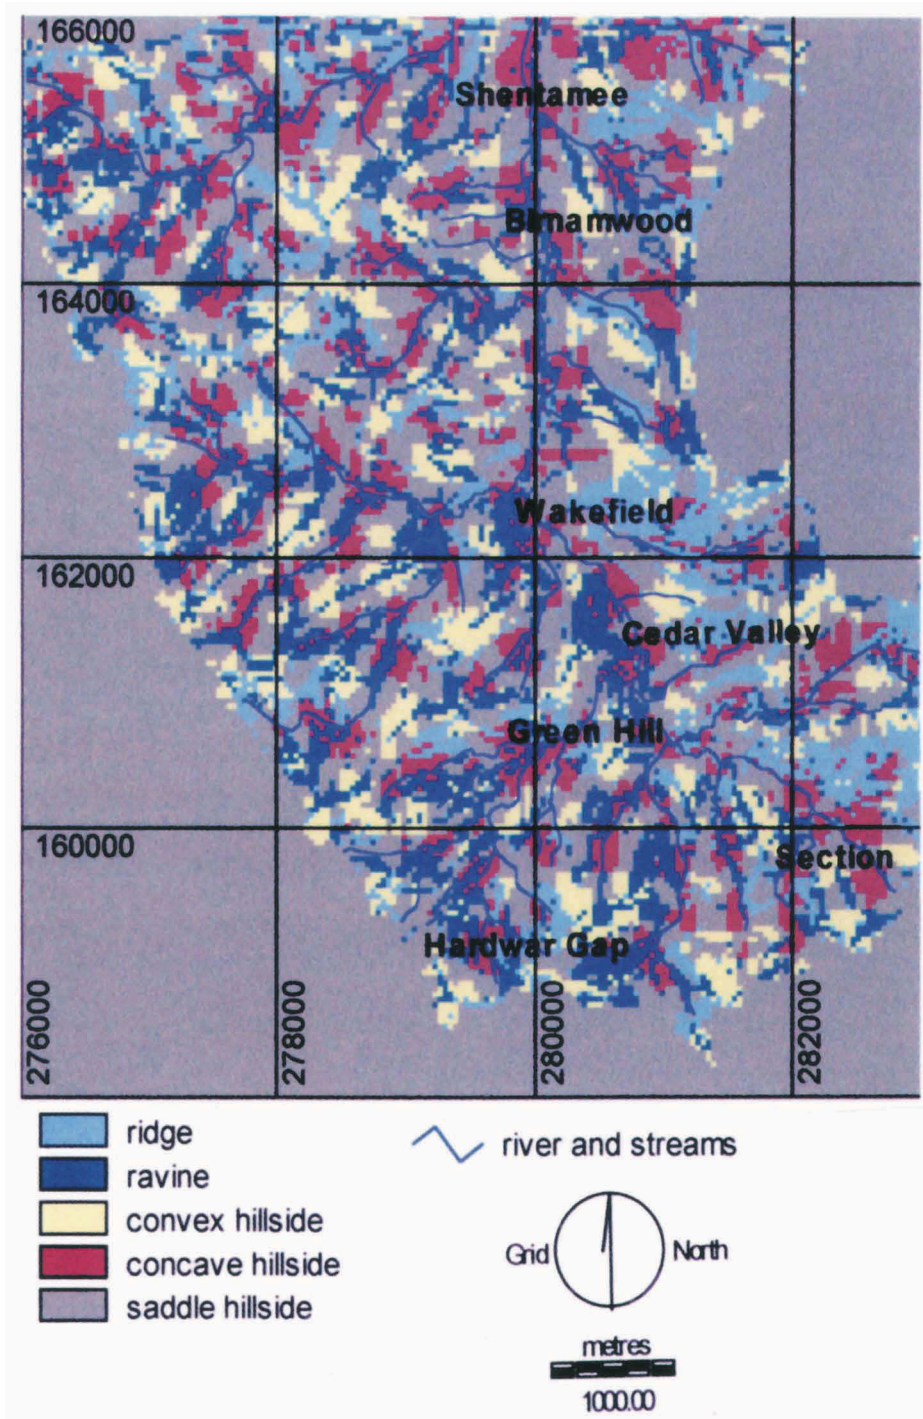 166000
Shentamee
Birnamwood
164000
Wakefield
162000
Cedar Valley
Green Hill
160000
Section
Hardwar Gap
276000
278000
280000
282000
ridge
ravine
convex hillside
concave hillside
saddle hillside
river and streams
Grid North
metres
1000.00